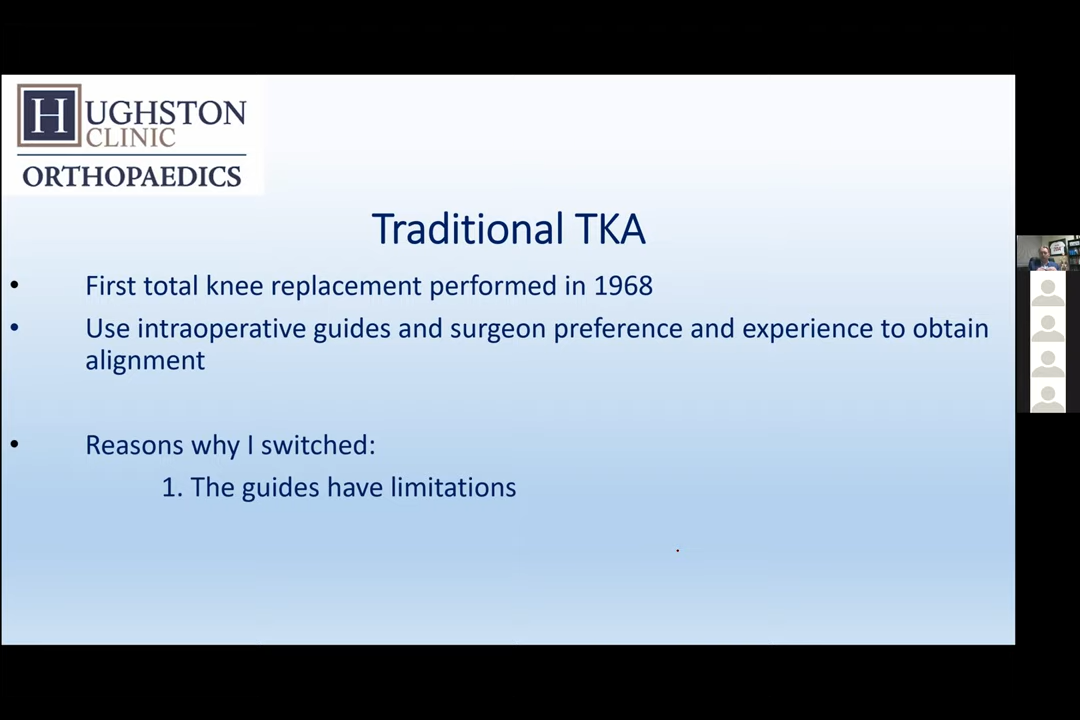 HUGHSTON
CLINIC
ORTHOPAEDICS
Traditional TKA
• First total knee replacement performed in 1968
• Use intraoperative guides and surgeon preference and experience to obtain
alignment
• Reasons why I switched:
1. The guides have limitations